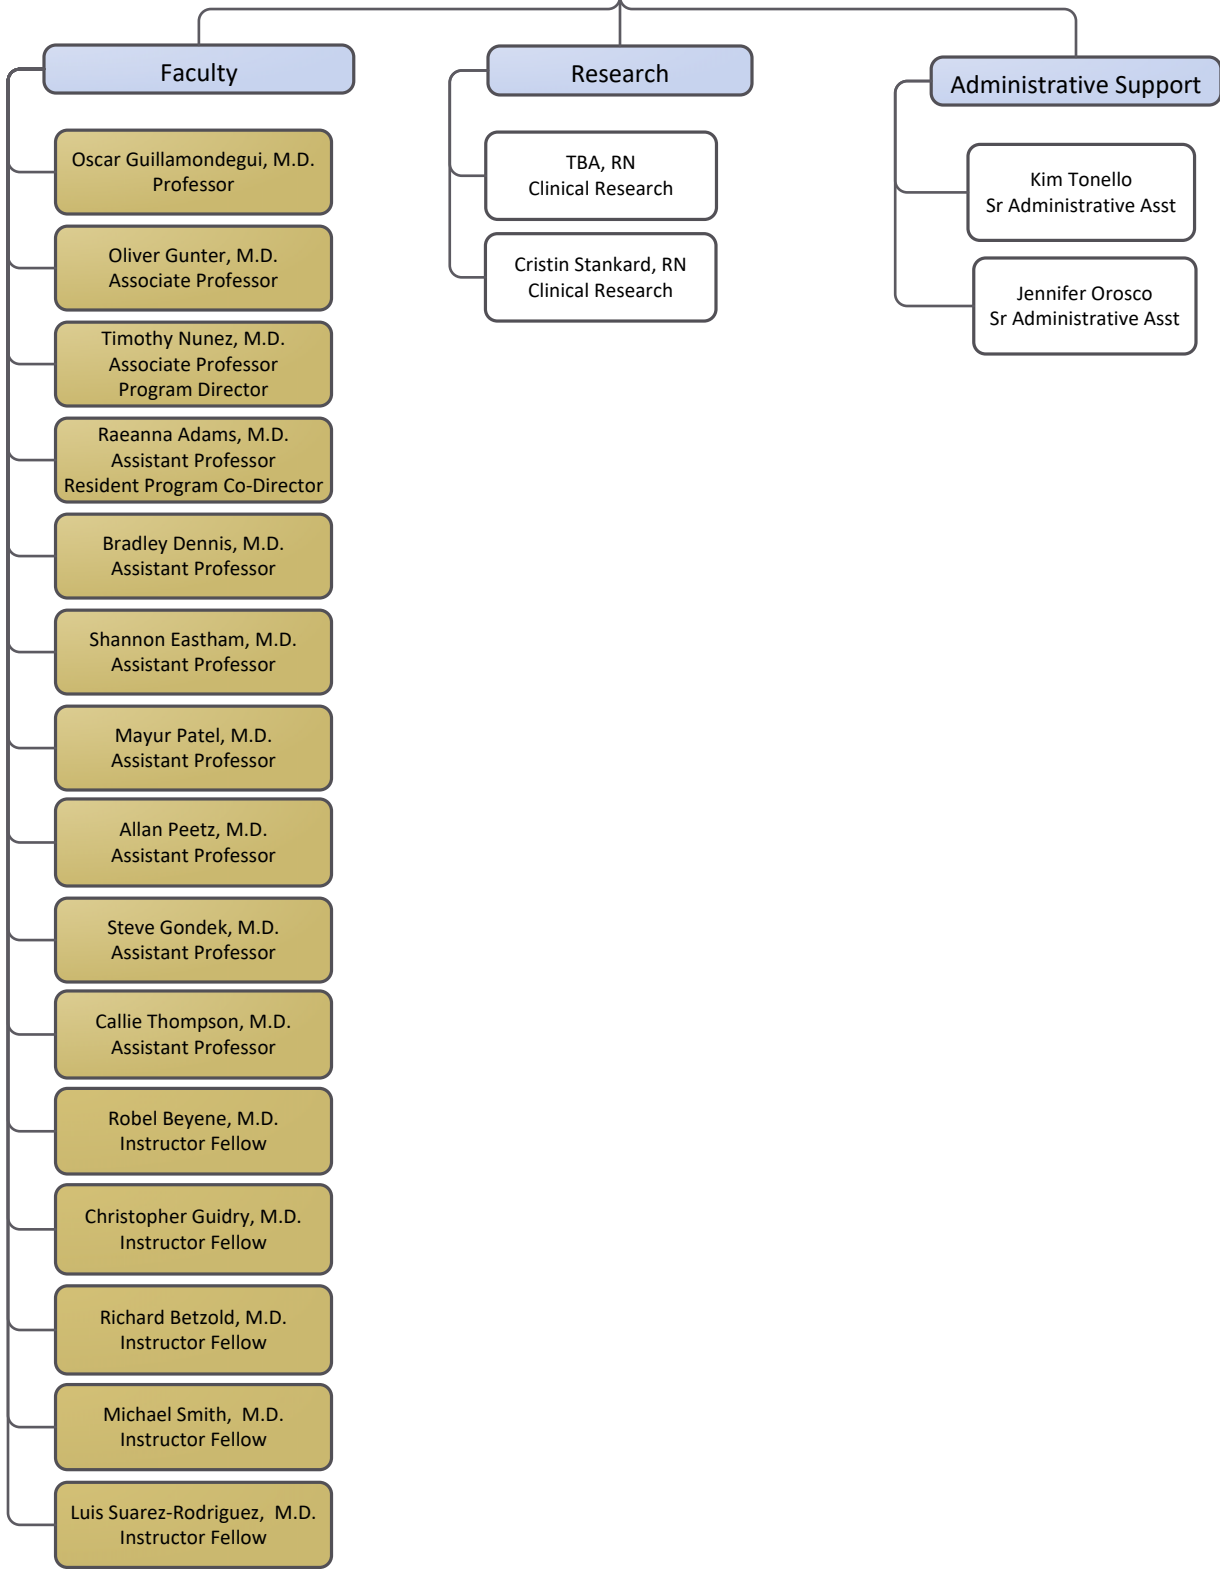 Faculty
Oscar Guillamondegui, M.D.
Professor
Oliver Gunter, M.D.
Associate Professor
Timothy Nunez, M.D.
Associate Professor
Program Director
Raeanna Adams, M.D.
Assistant Professor
Resident Program Co-Director
Bradley Dennis, M.D.
Assistant Professor
Shannon Eastham, M.D.
Assistant Professor
Mayur Patel, M.D.
Assistant Professor
Allan Peetz, M.D.
Assistant Professor
Steve Gondek, M.D.
Assistant Professor
Callie Thompson, M.D.
Assistant Professor
Robel Beyene, M.D.
Instructor Fellow
Christopher Guidry, M.D.
Instructor Fellow
Richard Betzold, M.D.
Instructor Fellow
Michael Smith,  M.D.
Instructor Fellow
Luis Suarez-Rodriguez,  M.D.
Instructor Fellow
Research
TBA, RN
Clinical Research
Cristin Stankard, RN
Clinical Research
Administrative Support
Kim Tonello
Sr Administrative Asst
Jennifer Orosco
Sr Administrative Asst